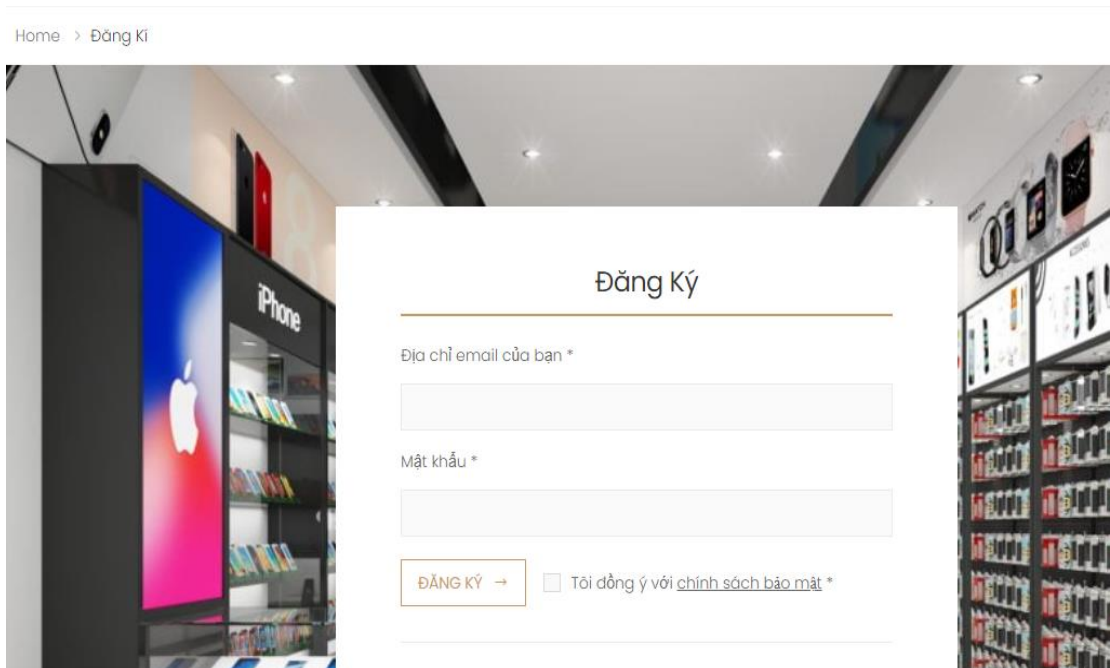 Home > Đăng Kí
iPhone
WATCH
Đăng Ký
Địa chỉ email của bạn *
Mật khẩu *
ĐĂNG KÝ →
Tôi đồng ý với chính sách bảo mật *